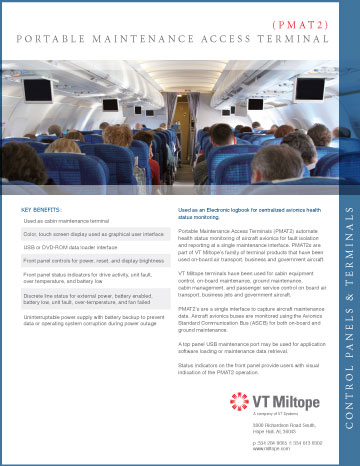 (PMAT2)
PORTABLE MAINTENANCE ACCESS TERMINAL
KEY BENEFITS:
Used as cabin maintenance terminal
Color, touch screen display used as graphical user interface
USB or DVD-ROM data loader interface
Front panel controls for power, reset, and display brightness
Front panel status indicators for drive activity, unit fault,
over temperature, and battery low
Discrete line status for external power, battery enabled,
battery low, unit fault, over temperature, and fan failed
Uninterruptable power supply with battery backup to prevent
data or operating system corruption during power outage
Used as an Electronic logbook for centralized avionics health
status monitoring.
Portable Maintenance Access Terminals (PMAT2) automate
health status monitoring of aircraft avionics for fault isolation
and reporting at a single maintenance interface. PMAT2s are
part of VT Miltope's family of terminal products that have been
used on-board air transport, business and government aircraft.
VT Miltope terminals have been used for cabin equipment
control, on-board maintenance, ground maintenance,
cabin management, and passenger service control on board air
transport, business jets and government aircraft.
PMAT2's are a single interface to capture aircraft maintenance
data. Aircraft avionics buses are monitored using the Avionics
Standard Communication Bus (ASCB) for both on-board and
ground maintenance.
A top panel USB maintenance port may be used for application
software loading or maintenance data retrieval.
Status indicators on the front panel provide users with visual
indication of the PMAT2 operation.
CONTROL PANELS & TERMINALS
VT Miltope
A company of VT Systems
3800 Richardson Road South,
Hope Hull, AL 36043
www.miltope.com